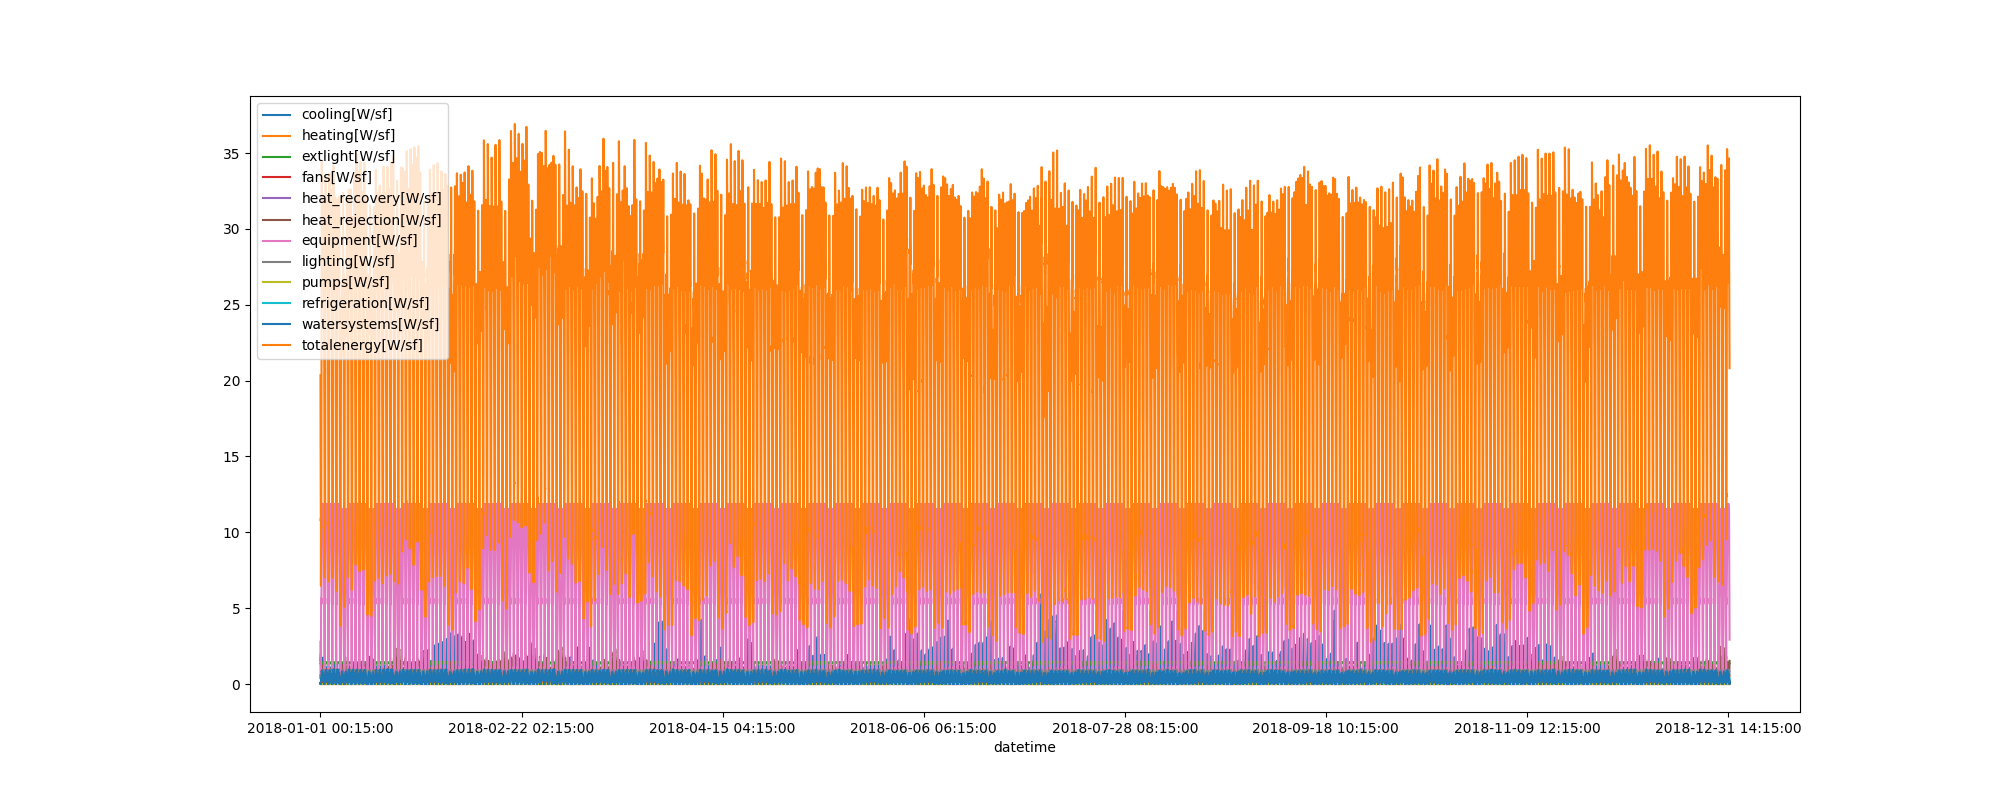 cooling[W/sf]
heating[W/sf]
extlight[W/sf]
fans[W/sf]
heat_recovery[W/sf]
heat_rejection[W/sf]
equipment[W/sf]
lighting[W/sf]
pumps[W/sf]
refrigeration[W/sf]
watersystems[W/sf]
totalenergy[W/sf]
35
30
25
20
15
10
5
0
2018-01-01 00:15:00 2018-02-22 02:15:00 2018-04-15 04:15:00 2018-06-06 06:15:00 2018-07-28 08:15:00 2018-09-18 10:15:00 2018-11-09 12:15:00 2018-12-31 14:15:00
datetime